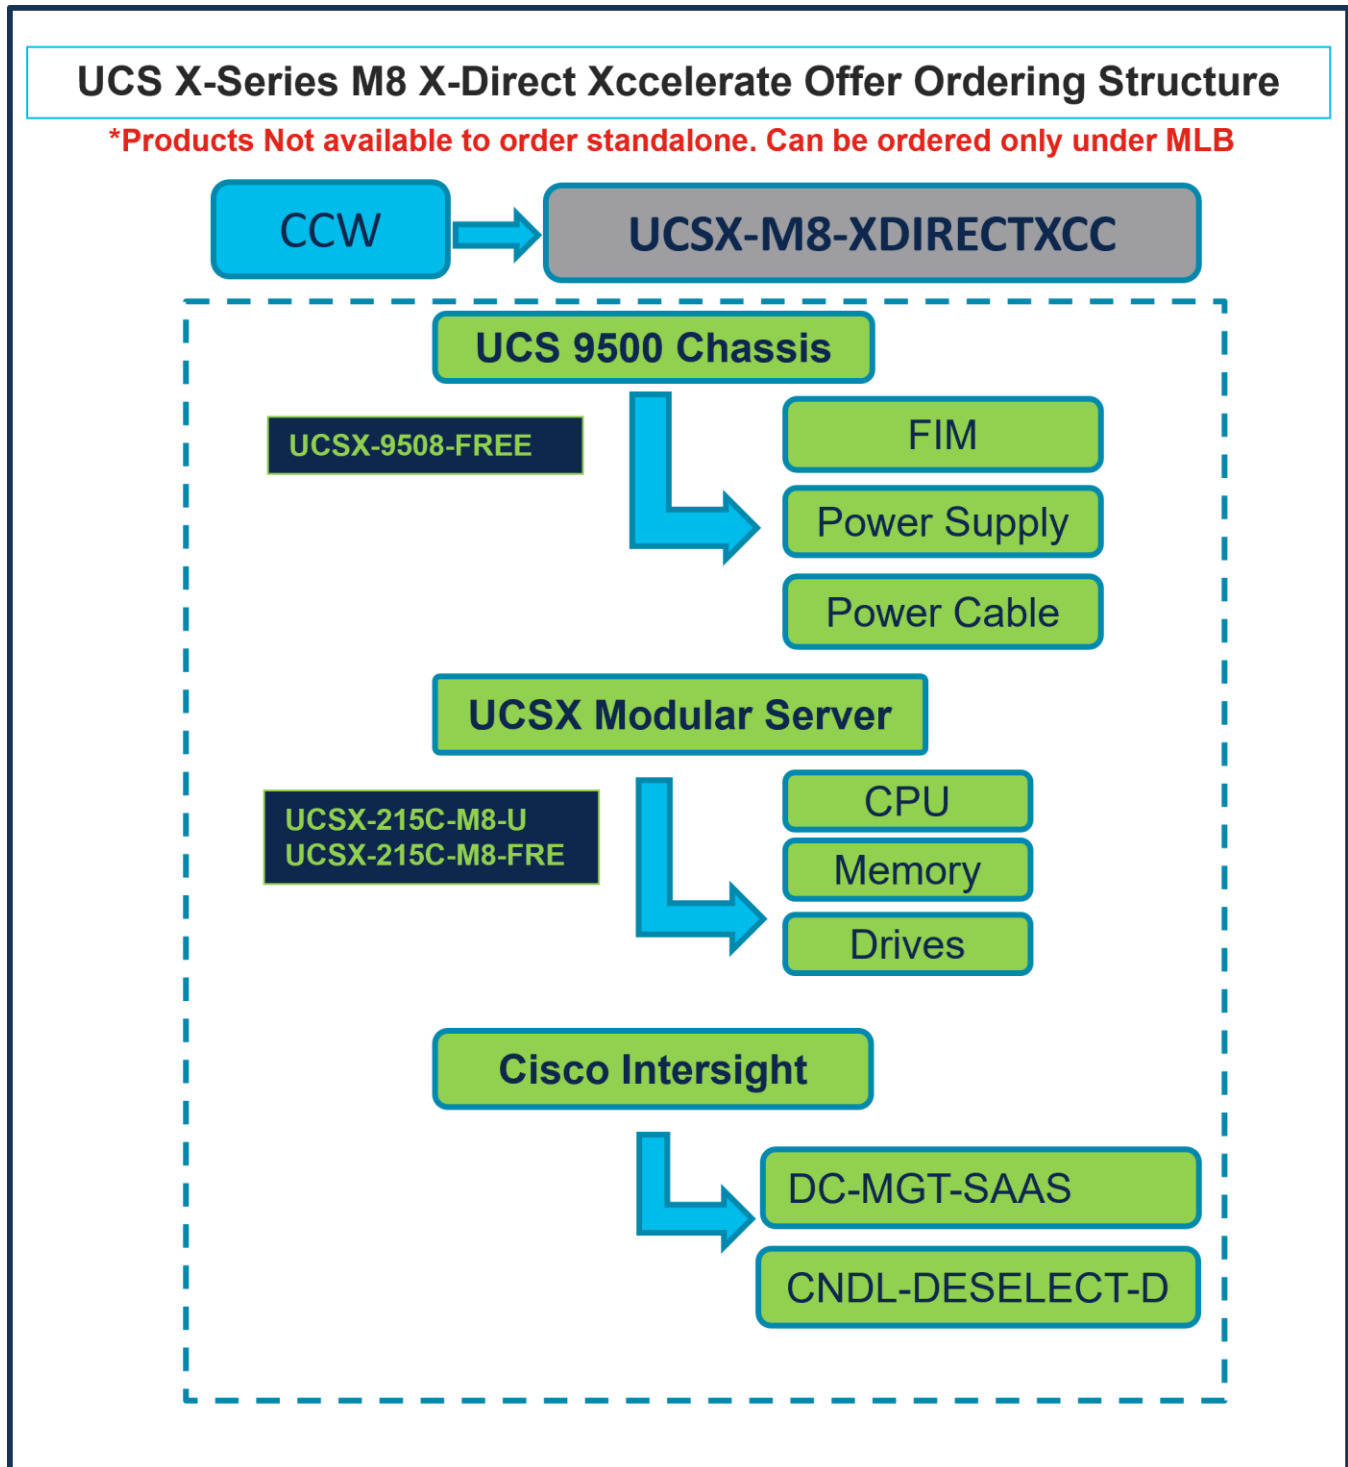 UCS X-Series M8 X-Direct Xccelerate Offer Ordering Structure
*Products Not available to order standalone. Can be ordered only under MLB
CCW
UCSX-M8-XDIRECTXCC
UCS 9500 Chassis
UCSX-9508-FREE
FIM
Power Supply
Power Cable
UCSX Modular Server
UCSX-215C-M8-U
UCSX-215C-M8-FRE
CPU
Memory
Drives
Cisco Intersight
DC-MGT-SAAS
CNDL-DESELECT-D